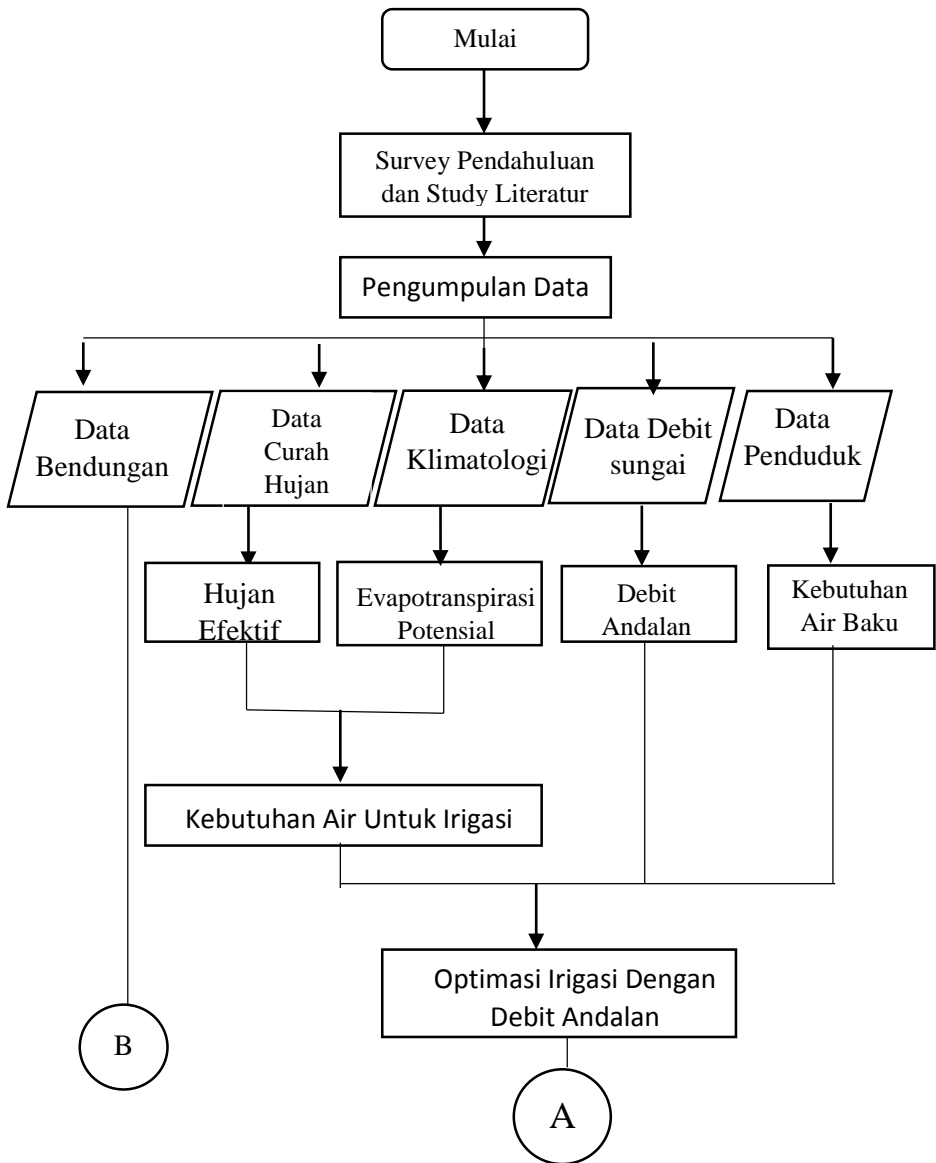 Mulai
Survey Pendahuluan
dan Study Literatur
Pengumpulan Data
Data
Bendungan
Data
Curah
Hujan
Data
Klimatologi
Data Debit
sungai
Data
Penduduk
Hujan
Efektif
Evapotranspirasi
Potensial
Debit
Andalan
Kebutuhan
Air Baku
Kebutuhan Air Untuk Irigasi
Optimasi Irigasi Dengan
Debit Andalan
B
A